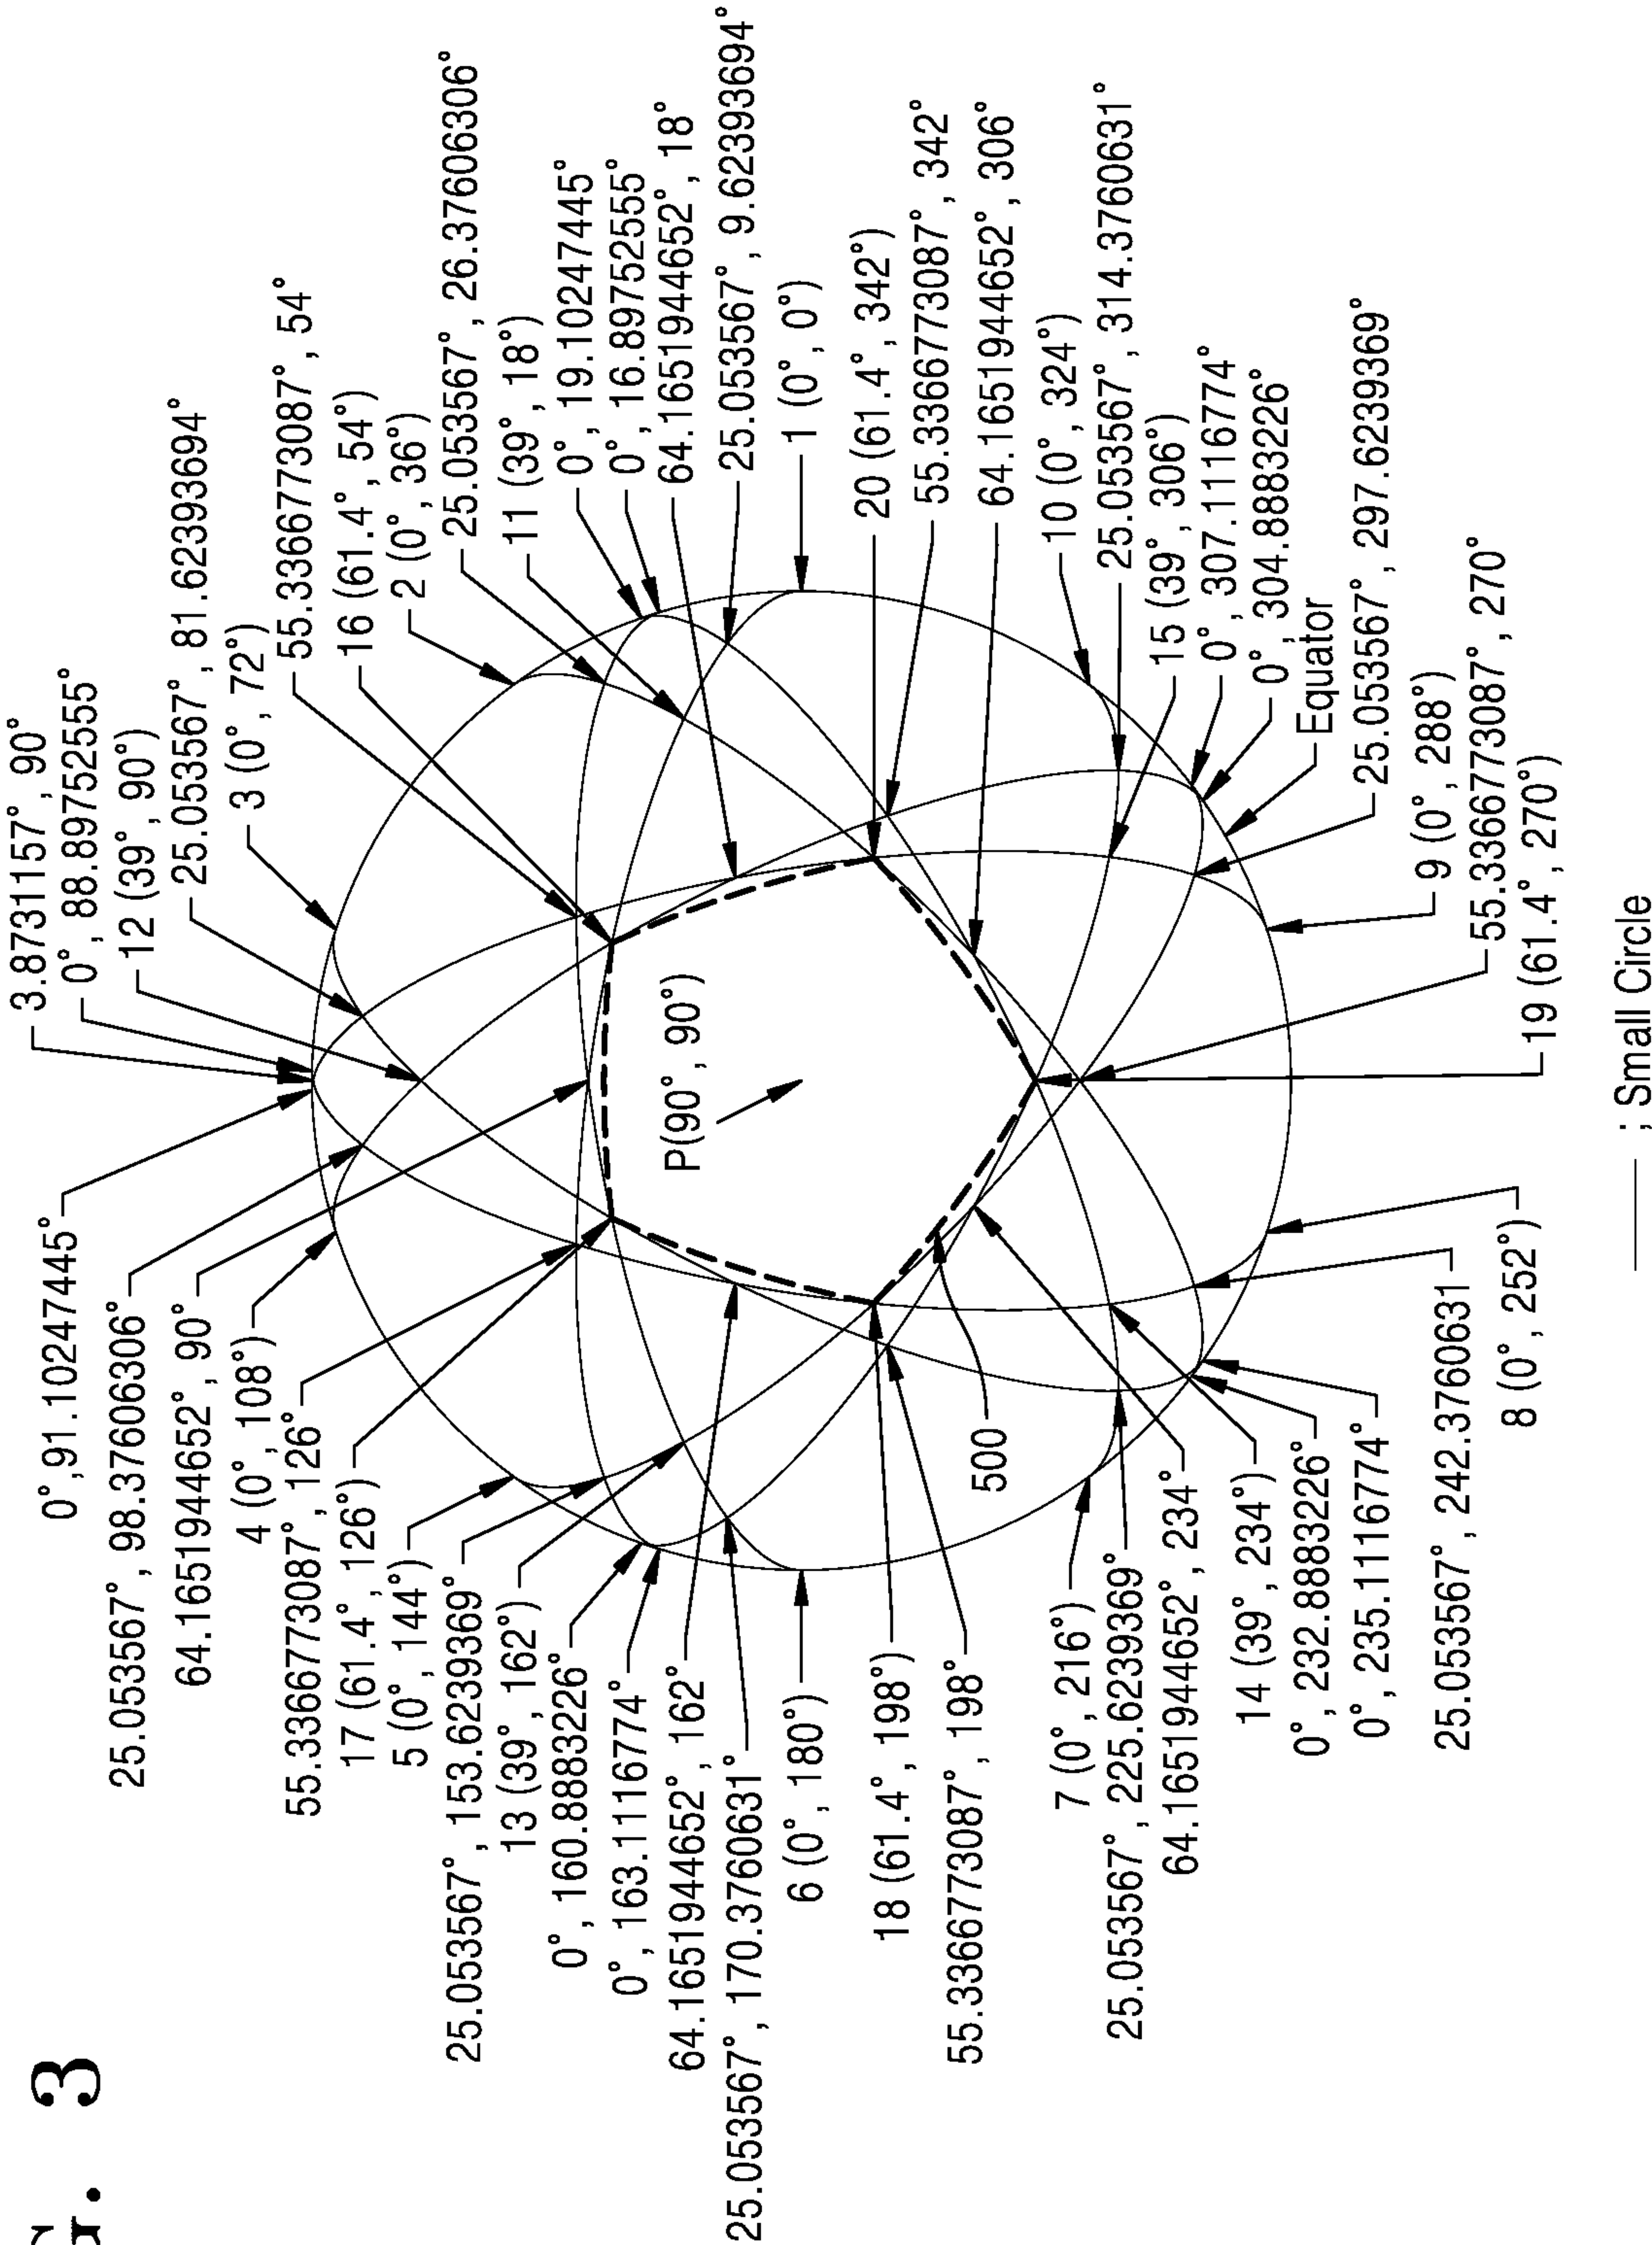 G. 3
3.8731157°, 90°
0°, 88.89752555°
12 (39°, 90°)
25.053567°, 81.62393694°
3 (0°, 72°)
55.3366773087°, 54°
16 (61.4°, 54°)
2 (0°, 36°)
25.053567°, 26.37606306°
11 (39°, 18°)
0°, 19.10247445°
0°, 16.89752555°
64.1651944652°, 18°
25.053567°, 9.62393694°
1 (0°, 0°)
20 (61.4°, 342°)
55.3366773087°, 342°
64.1651944652°, 306°
10 (0°, 324°)
25.053567°, 314.3760631°
15 (39°, 306°)
0°, 307.1116774°
0°, 304.8883226°
Equator
25.053567°, 297.6239369°
9 (0°, 288°)
55.3366773087°, 270°
19 (61.4°, 270°)
P(90°, 90°)
0°,91.10247445°
25.053567°, 98.37606306°
64.1651944652°, 90°
4 (0°, 108°)
55.3366773087°, 126°
17 (61.4°, 126°)
5 (0°, 144°)
25.053567°, 153.6239369°
13 (39°, 162°)
0°, 160.8883226°
0°, 163.1116774°
64.1651944652°, 162°
25.053567°, 170.3760631°
6 (0°, 180°)
18 (61.4°, 198°)
55.3366773087°, 198°
500
7 (0°, 216°)
25.053567°, 225.6239369°
64.1651944652°, 234°
14 (39°, 234°)
0°, 232.8883226°
0°, 235.1116774°
25.053567°, 242.3760631
8 (0°, 252°)
; Small Circle